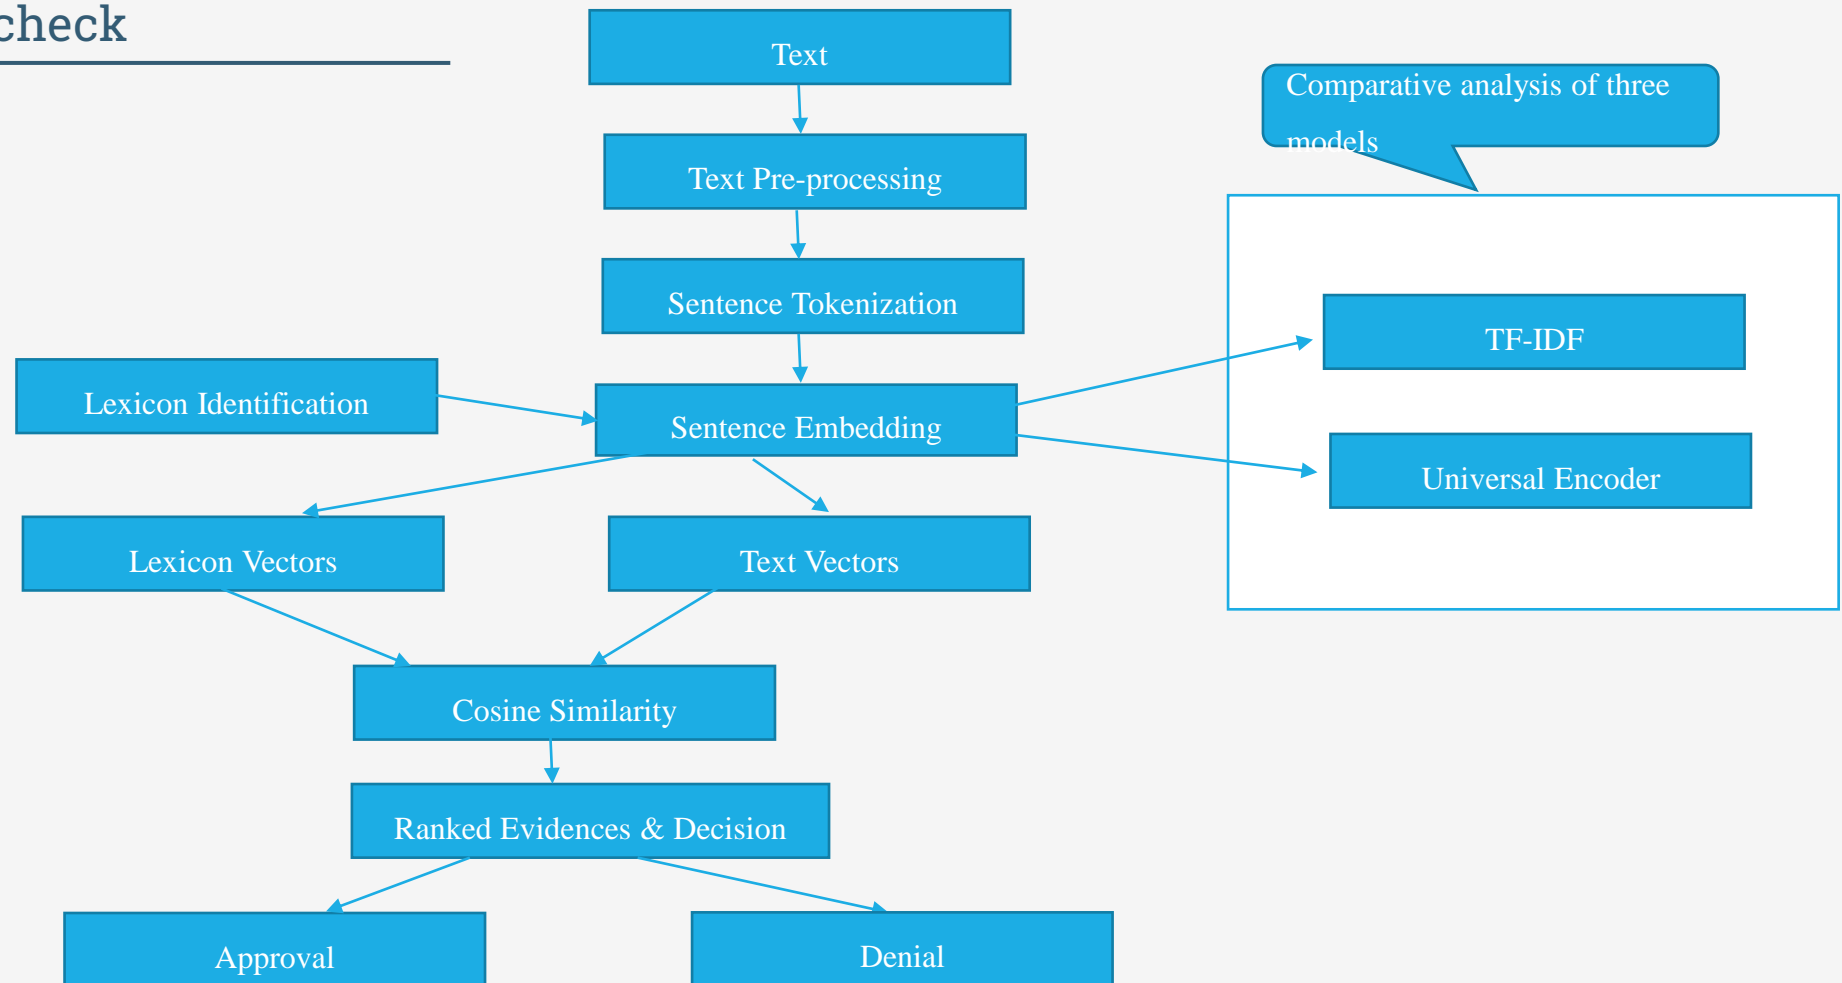 check
Text
Comparative analysis of three
models
Text Pre-processing
Sentence Tokenization
TF-IDF
Lexicon Identification
Sentence Embedding
Universal Encoder
Lexicon Vectors
Text Vectors
Cosine Similarity
Ranked Evidences & Decision
Approval
Denial